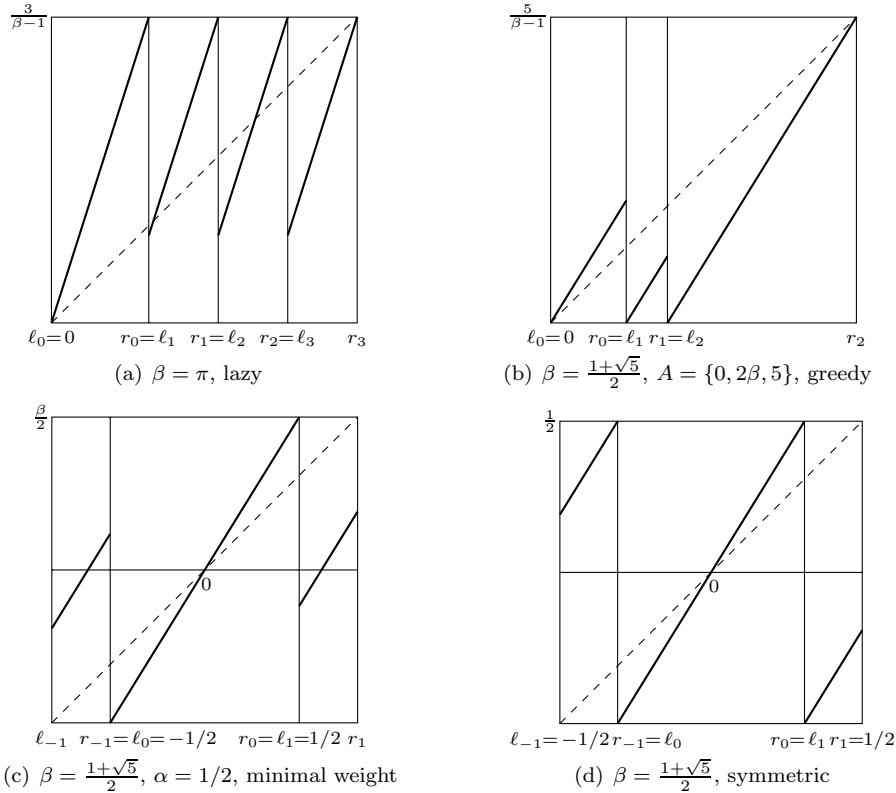 3/(β−1) 5/(β−1)
ℓ₀=0 r₀=ℓ₁ r₁=ℓ₂ r₂=ℓ₃ r₃ ℓ₀=0 r₀=ℓ₁ r₁=ℓ₂ r₂
(a) β = π, lazy (b) β = (1+√5)/2, A = {0, 2β, 5}, greedy
β/2 1/2
0 0
ℓ₋₁ r₋₁=ℓ₀=−1/2 r₀=ℓ₁=1/2 r₁ ℓ₋₁=−1/2 r₋₁=ℓ₀ r₀=ℓ₁ r₁=1/2
(c) β = (1+√5)/2, α = 1/2, minimal weight (d) β = (1+√5)/2, symmetric